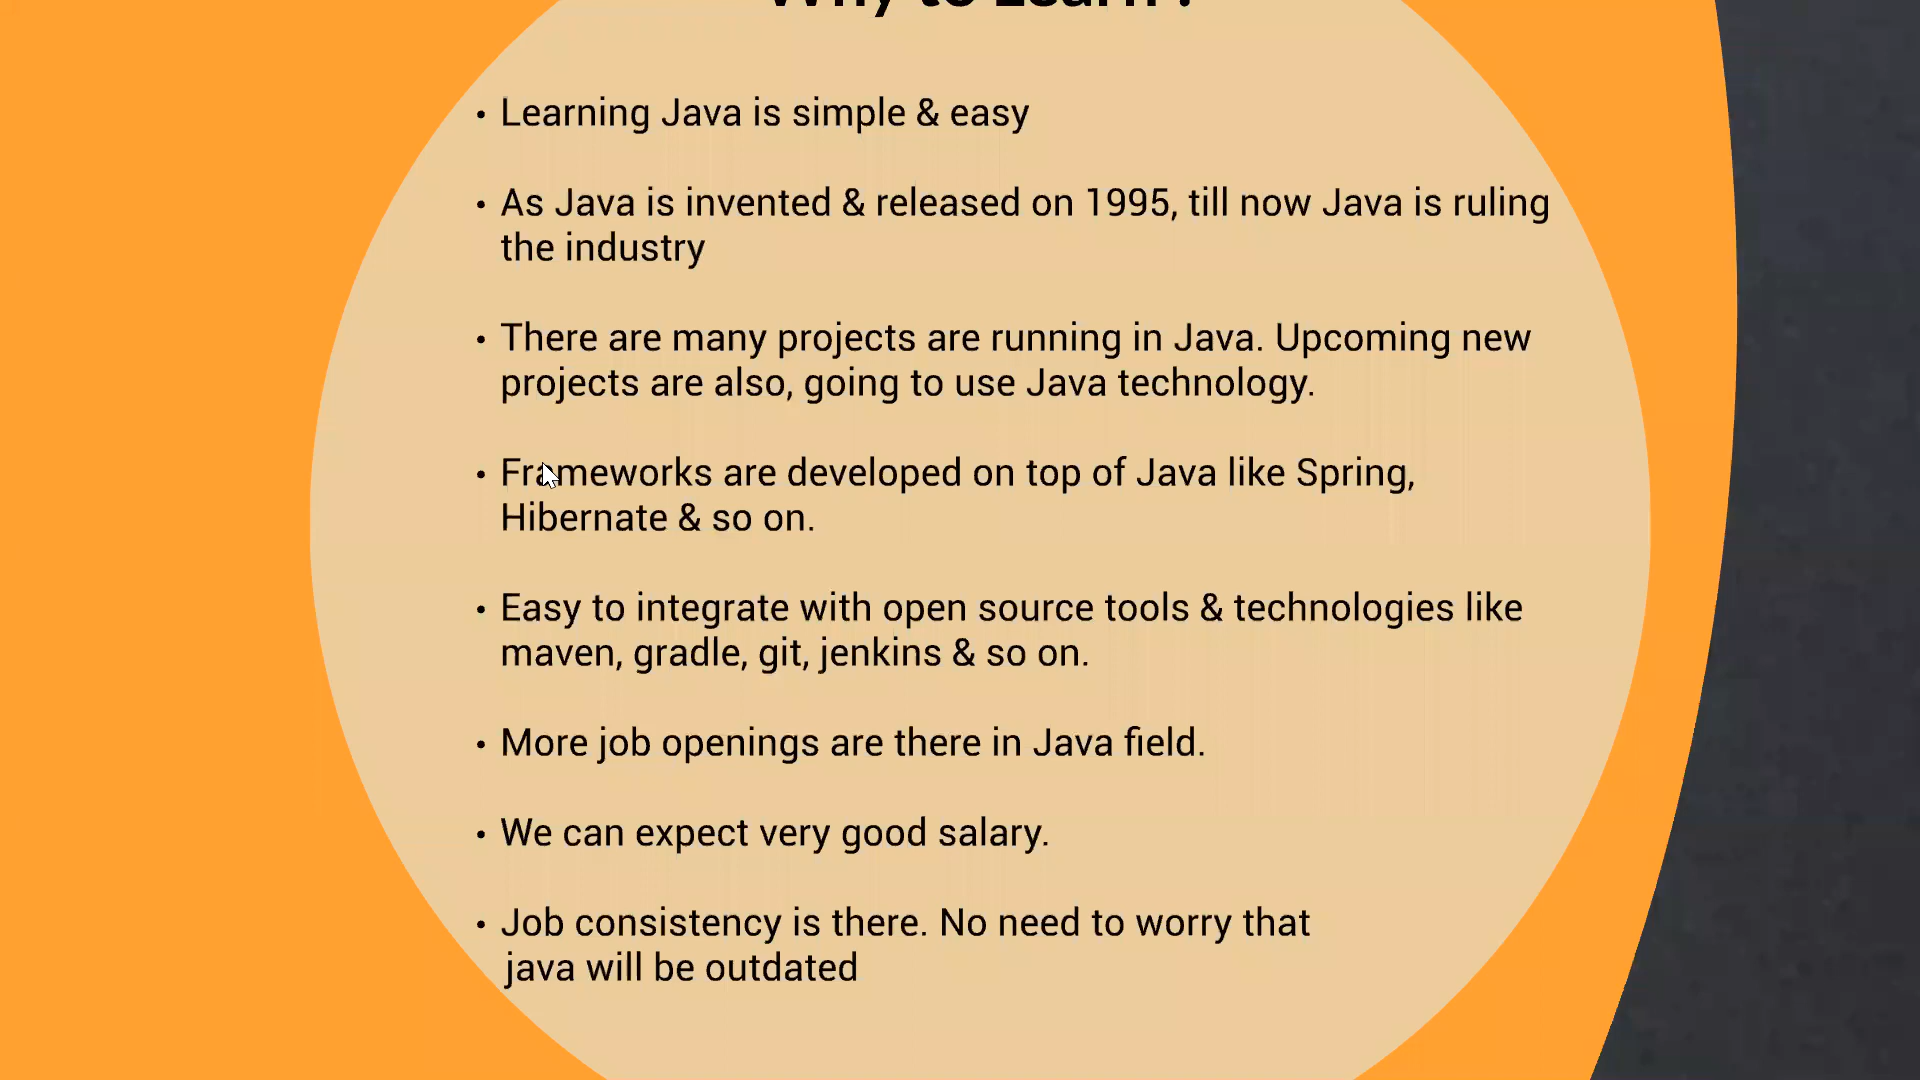 Why to Learn?
• Learning Java is simple & easy
• As Java is invented & released on 1995, till now Java is ruling
the industry
• There are many projects are running in Java. Upcoming new
projects are also, going to use Java technology.
• Frameworks are developed on top of Java like Spring,
Hibernate & so on.
• Easy to integrate with open source tools & technologies like
maven, gradle, git, jenkins & so on.
• More job openings are there in Java field.
• We can expect very good salary.
• Job consistency is there. No need to worry that
java will be outdated